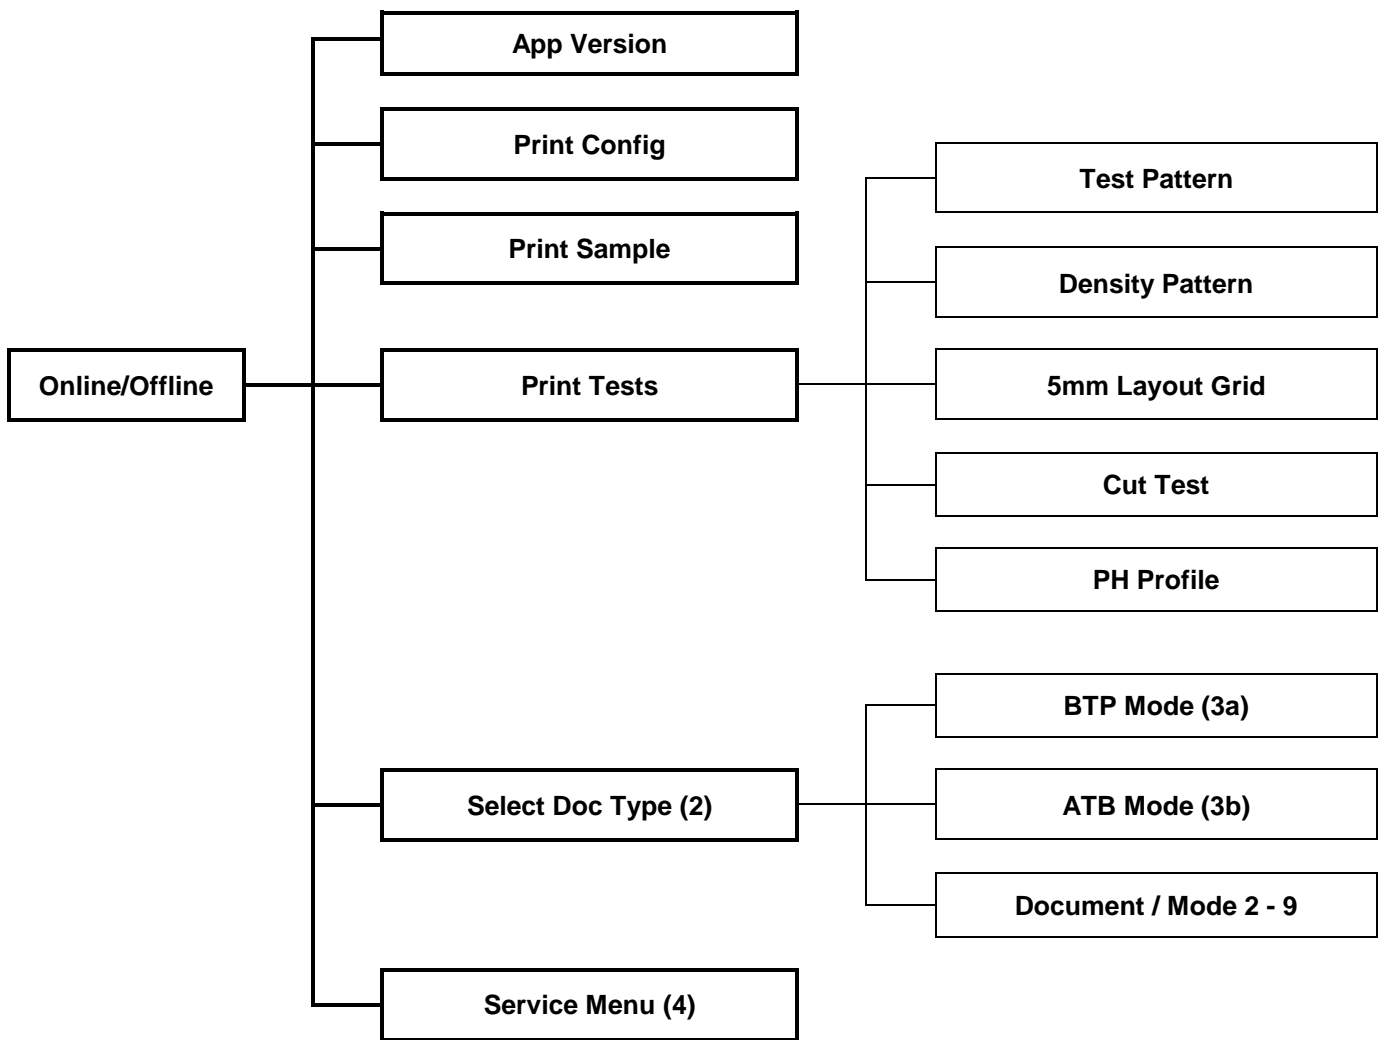 Online/Offline
App Version
Print Config
Print Sample
Print Tests
Test Pattern
Density Pattern
5mm Layout Grid
Cut Test
PH Profile
Select Doc Type (2)
BTP Mode (3a)
ATB Mode (3b)
Document / Mode 2 - 9
Service Menu (4)